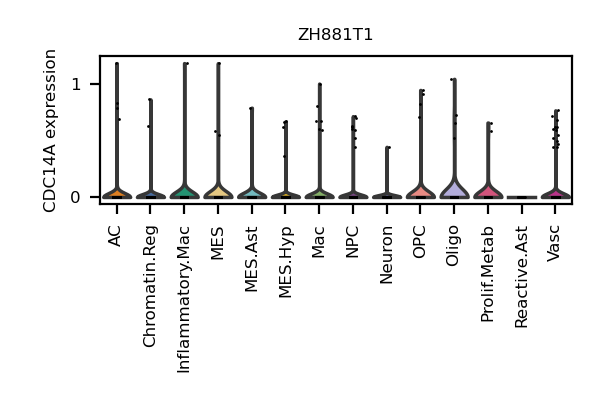 ZH881T1
CDC14A expression
1
0
AC
Chromatin.Reg
Inflammatory.Mac
MES
MES.Ast
MES.Hyp
Mac
NPC
Neuron
OPC
Oligo
Prolif.Metab
Reactive.Ast
Vasc